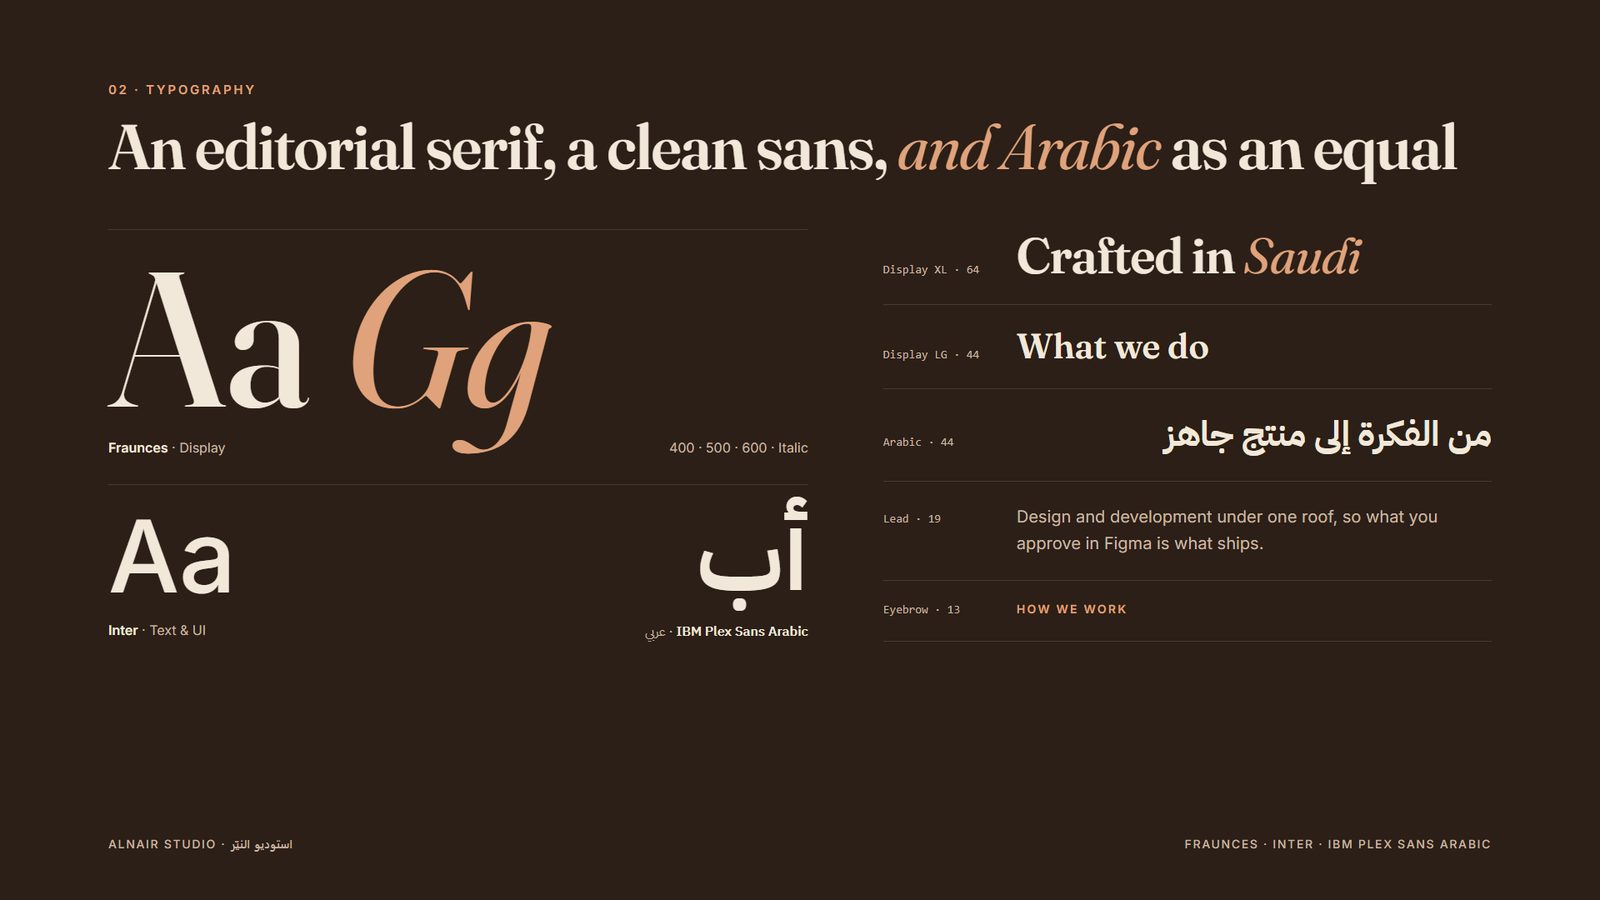 02 · TYPOGRAPHY
An editorial serif, a clean sans, and Arabic as an equal
Aa Gg
Fraunces · Display
400 · 500 · 600 · Italic
Aa
Inter · Text & UI
أب
IBM Plex Sans Arabic · عربي
Display XL · 64
Crafted in Saudi
Display LG · 44
What we do
Arabic · 44
من الفكرة إلى منتج جاهز
Lead · 19
Design and development under one roof, so what you
approve in Figma is what ships.
Eyebrow · 13
HOW WE WORK
ALNAIR STUDIO · استوديو النيّر
FRAUNCES · INTER · IBM PLEX SANS ARABIC